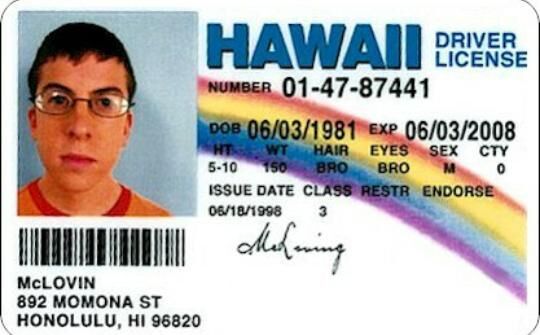 HAWAII DRIVER LICENSE
NUMBER 01-47-87441
DOB 06/03/1981 EXP 06/03/2008
HT WT HAIR EYES SEX CTY
5-10 150 BRO BRO M 0
ISSUE DATE CLASS RESTR ENDORSE
06/18/1998 3
McLOVIN
892 MOMONA ST
HONOLULU, HI 96820